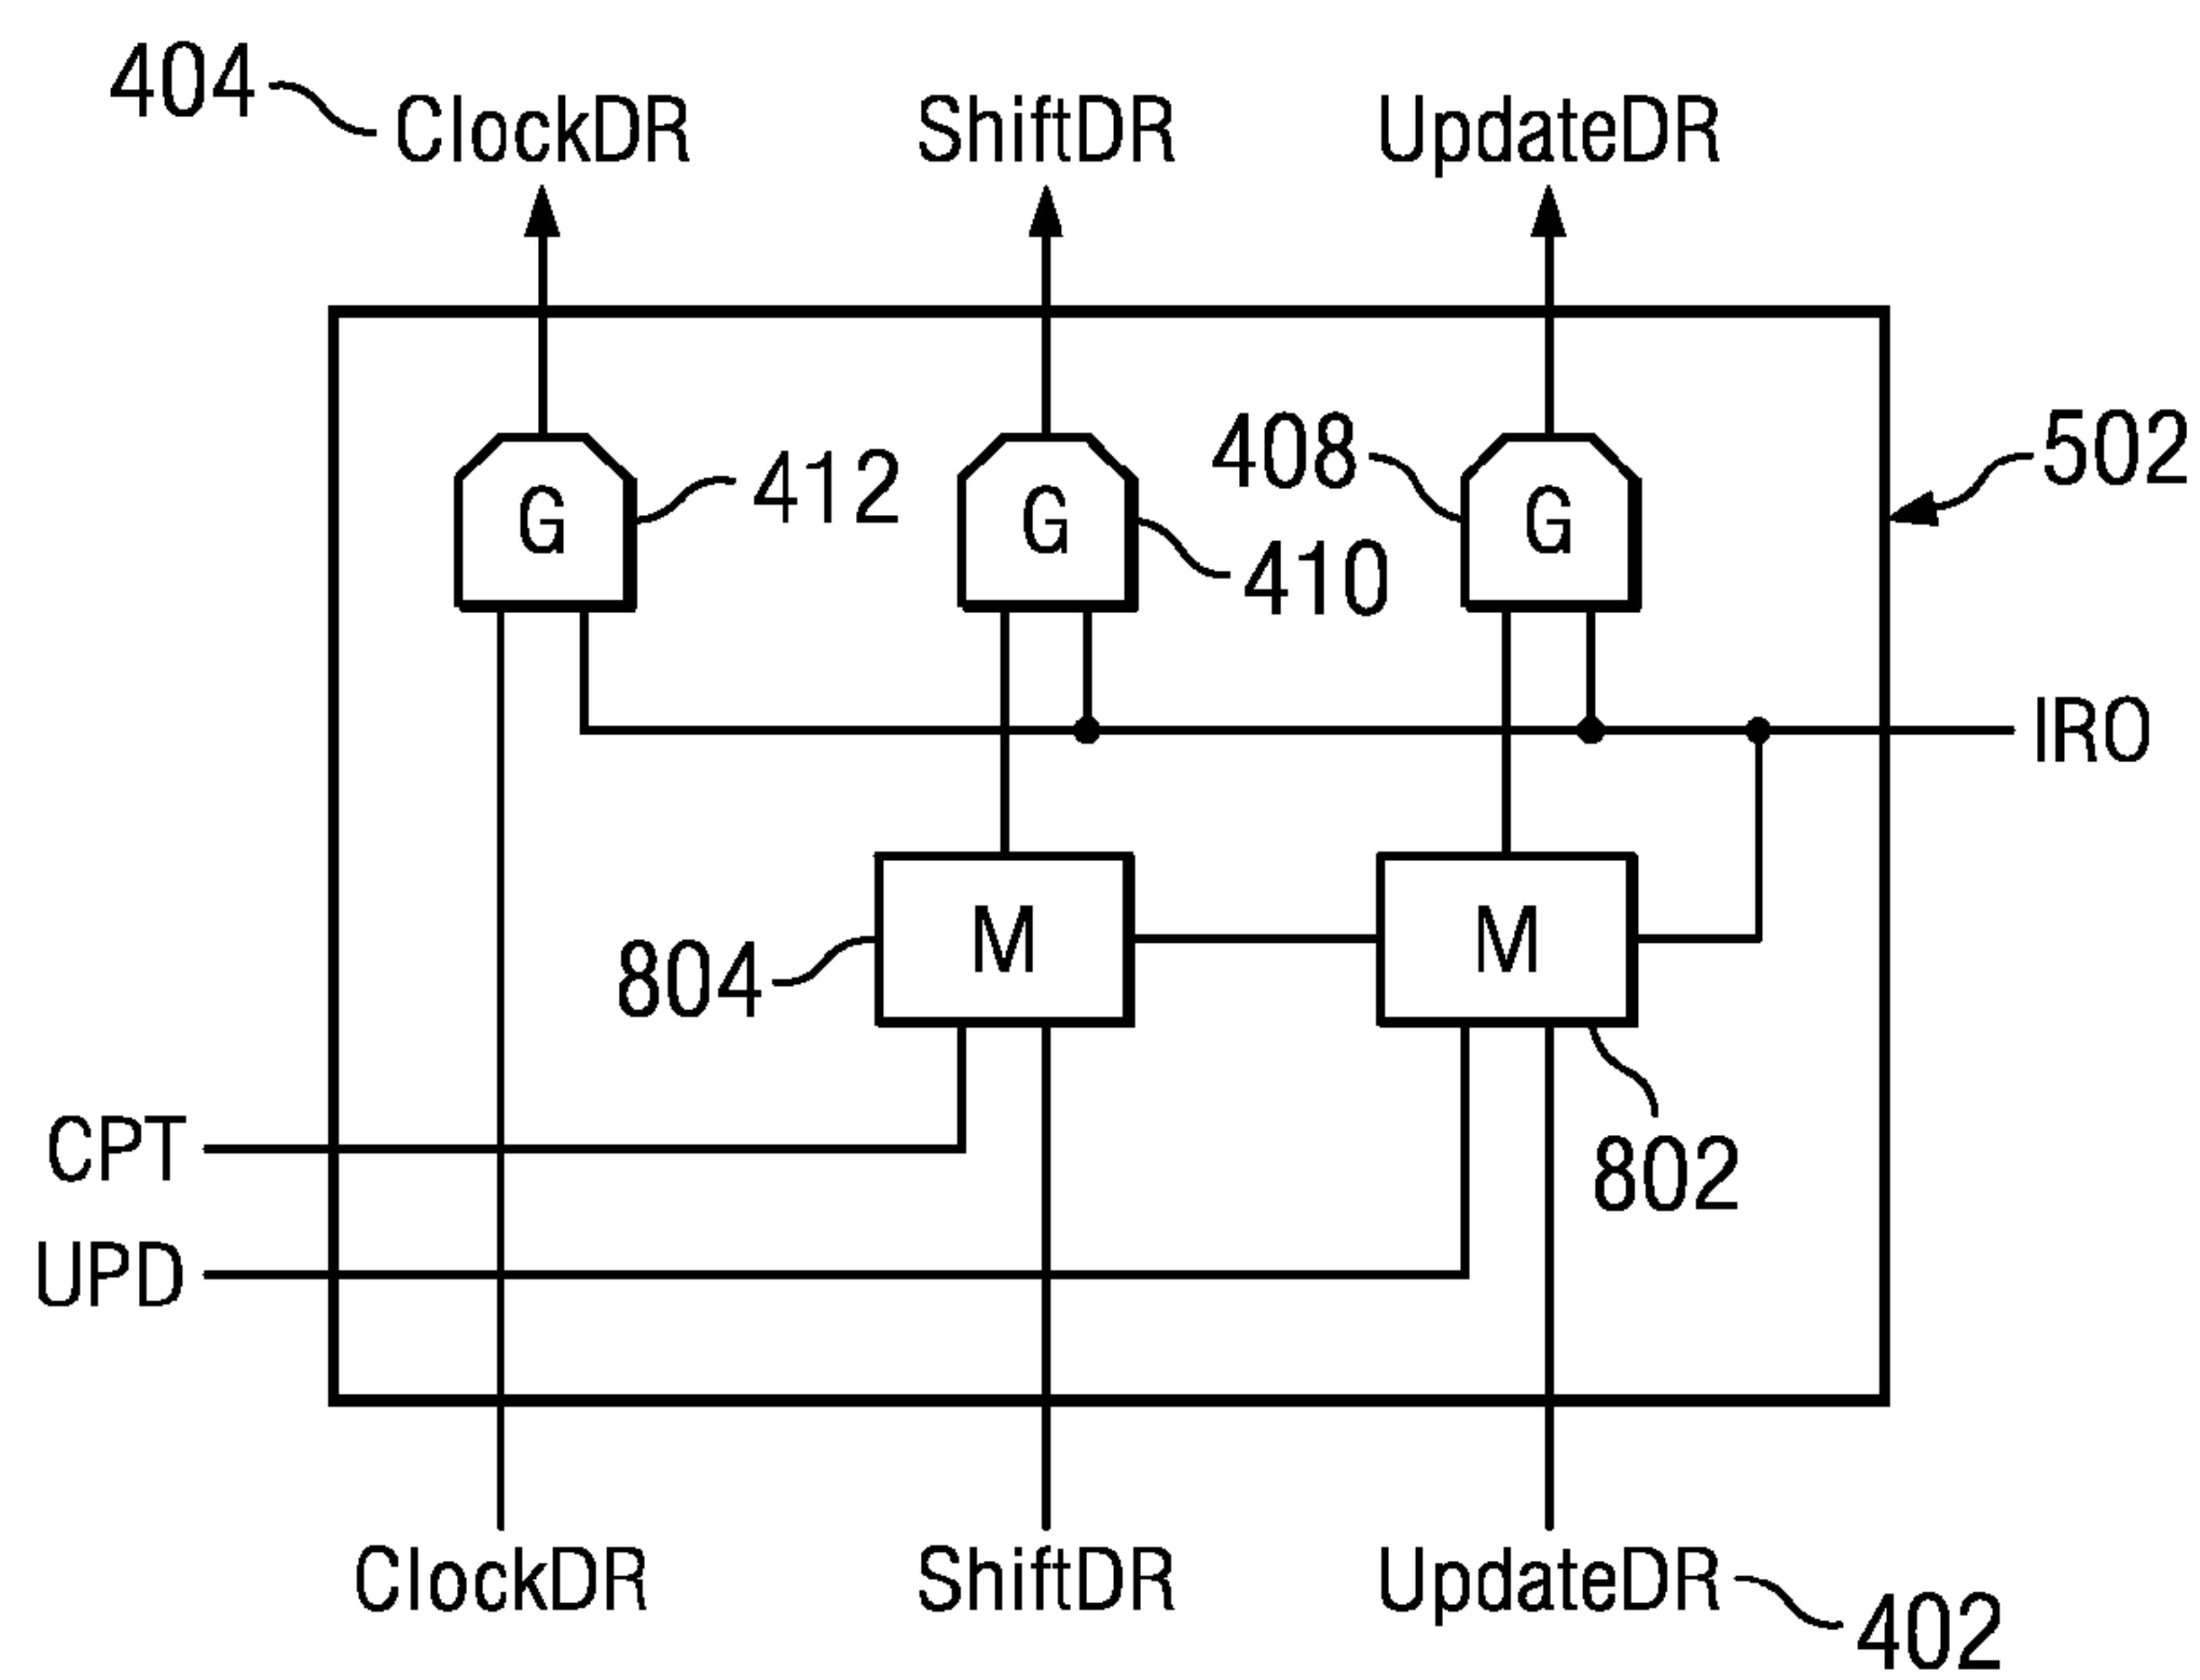 404 ClockDR ShiftDR UpdateDR
G 412 G 410 408 G 502
IRO
804 M M 802
CPT
UPD
ClockDR ShiftDR UpdateDR 402